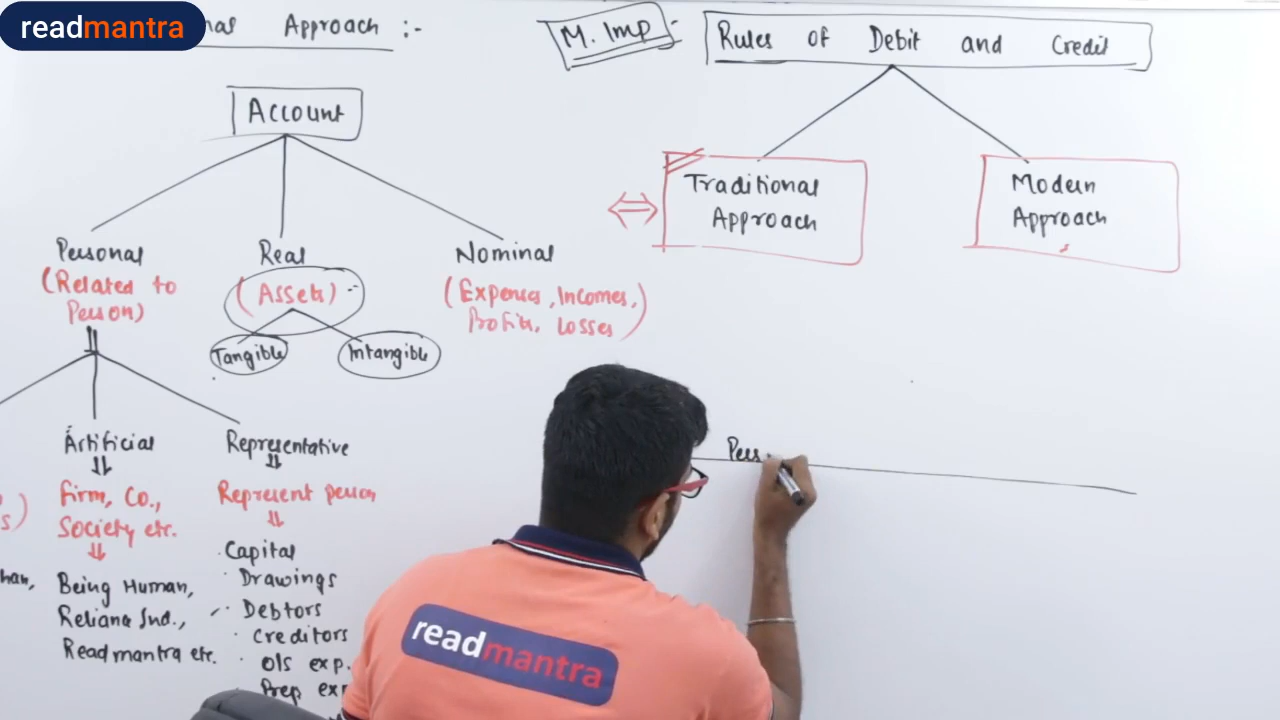 readmantra
Approach :-
Account
Personal
(Related to
Person)
Real
(Assets)
Tangible
Intangible
Nominal
(Expenses, Incomes,
Profits, Losses)
Artificial
Firm, Co.,
Society etc.
Being Human,
Reliance Ind.,
Readmantra etc.
Representative
Represent person
Capital
Drawings
Debtors
Creditors
O/s exp.
Prep exp
M. Imp :-
Rules of Debit and Credit
Traditional
Approach
Modern
Approach
Pers
readmantra